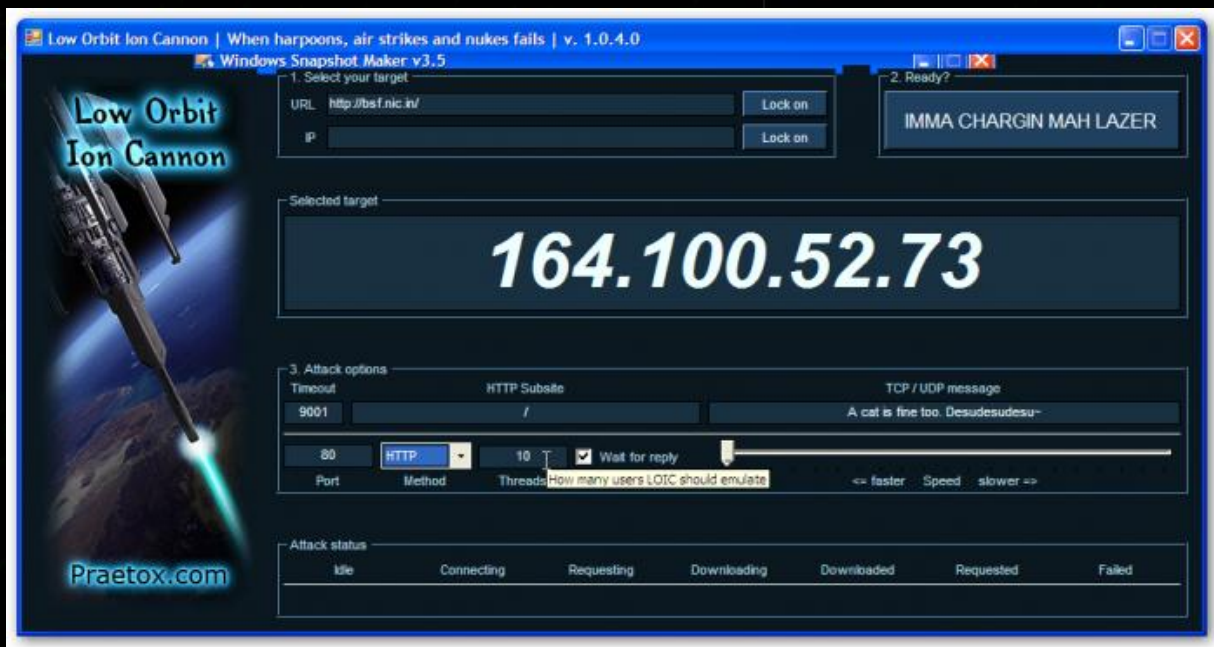 Low Orbit Ion Cannon | When harpoons, air strikes and nukes fails | v. 1.0.4.0
Windows Snapshot Maker v3.5
Low Orbit
Ion Cannon
1. Select your target
URL http://bsf.nic.in/ Lock on
IP Lock on
2. Ready?
IMMA CHARGIN MAH LAZER
Selected target
164.100.52.73
3. Attack options
Timeout HTTP Subsite TCP / UDP message
9001 / A cat is fine too. Desudesudesu~
80 HTTP 10 Wait for reply
Port Method Threads How many users LOIC should emulate <= faster Speed slower =>
Attack status
Idle Connecting Requesting Downloading Downloaded Requested Failed
Praetox.com